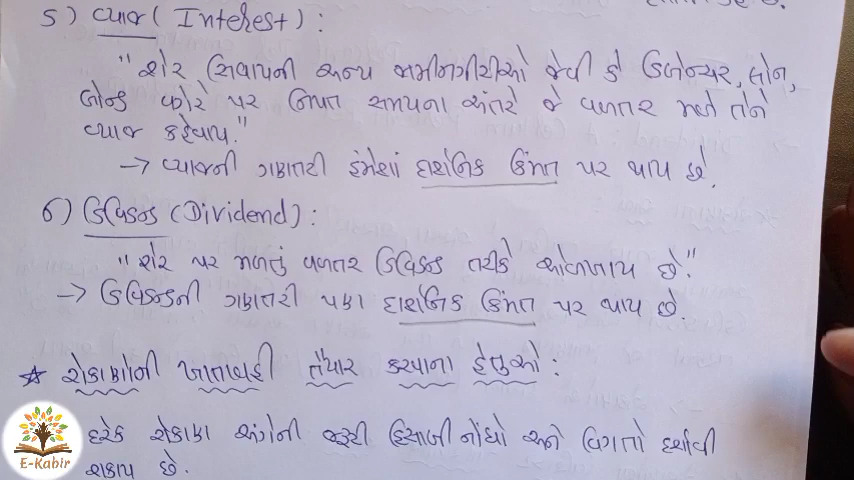 5) વ્યાજ (Interest) :
"શેર સિવાયની અન્ય જામીનગીરીઓ જેવી કે ડિબેન્ચર, લોન,
બોન્ડ વગેરે પર નિયત સમયના અંતરે જે વળતર મળે તેને
વ્યાજ કહેવાય."
→ વ્યાજની ગણતરી હંમેશાં દાર્શનિક કિંમત પર થાય છે.
6) ડિવિડન્ડ (Dividend) :
"શેર પર મળતું વળતર ડિવિડન્ડ તરીકે ઓળખાય છે."
→ ડિવિડન્ડની ગણતરી પણ દાર્શનિક કિંમત પર થાય છે.
☆ રોકાણોની ખાતાવહી તૈયાર કરવાના હેતુઓ :
દરેક રોકાણ અંગેની જરૂરી હિસાબી નોંધો અને વિગતો દર્શાવી
શકાય છે.
E-Kabir